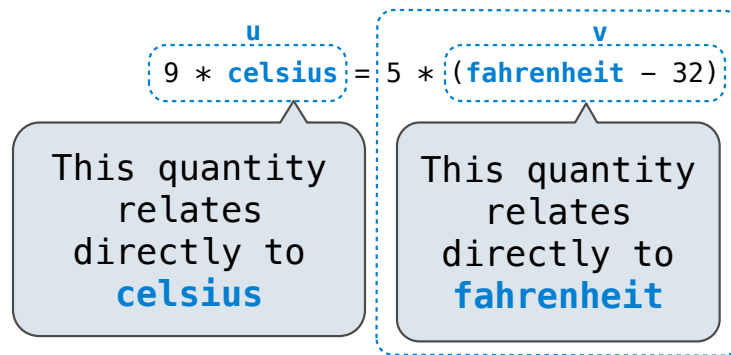 u v
9 * celsius = 5 * (fahrenheit − 32)
This quantity
relates
directly to
celsius
This quantity
relates
directly to
fahrenheit